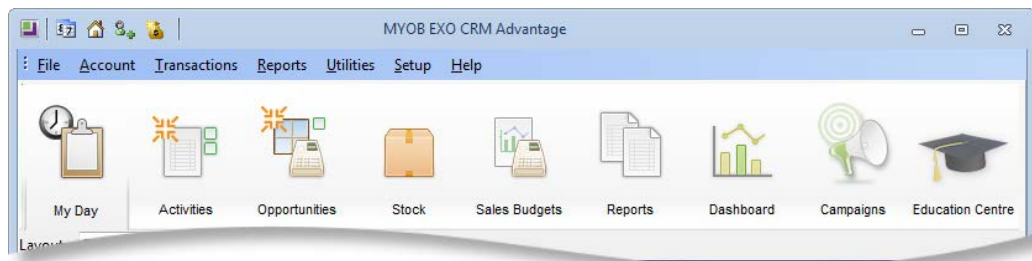 MYOB EXO CRM Advantage
File Account Transactions Reports Utilities Setup Help
My Day Activities Opportunities Stock Sales Budgets Reports Dashboard Campaigns Education Centre